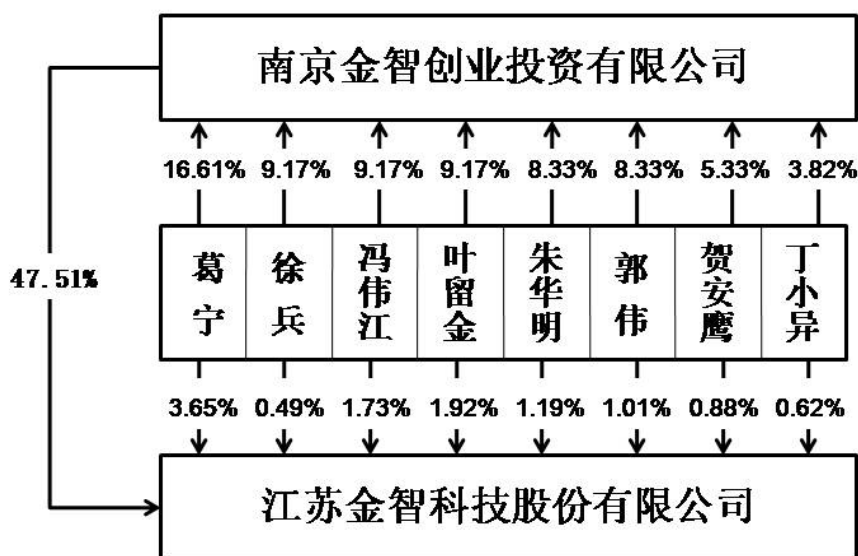 南京金智创业投资有限公司
16.61% 9.17% 9.17% 9.17% 8.33% 8.33% 5.33% 3.82%
47.51%
葛宁 徐兵 冯伟江 叶留金 朱华明 郭伟 贺安鹰 丁小异
3.65% 0.49% 1.73% 1.92% 1.19% 1.01% 0.88% 0.62%
江苏金智科技股份有限公司